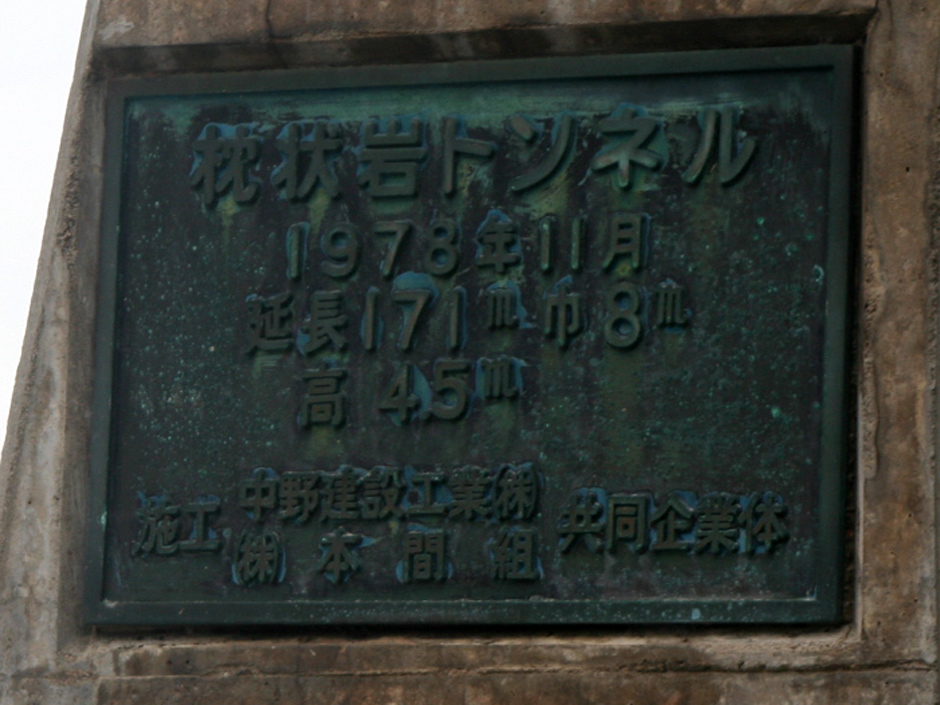 枕状岩トンネル
1978年11月
延長171m 巾8m
高 45m
施工 中野建設工業㈱
㈱本間組 共同企業体